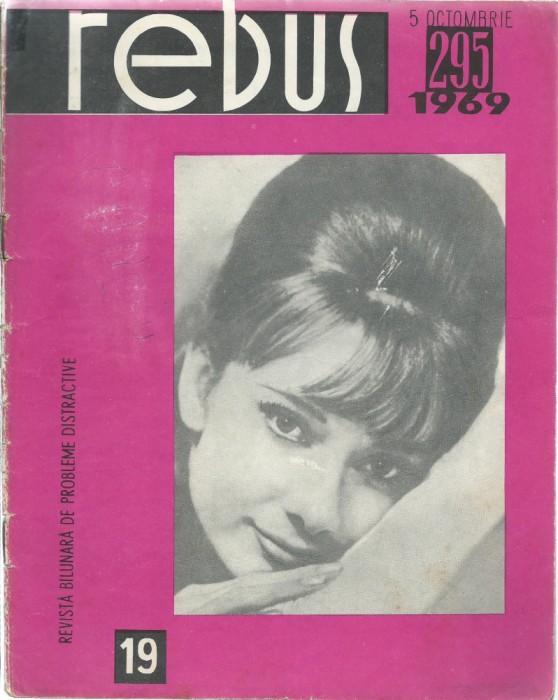 rebus
5 OCTOMBRIE
295
1969
REVISTĂ BILUNARĂ DE PROBLEME DISTRACTIVE
19